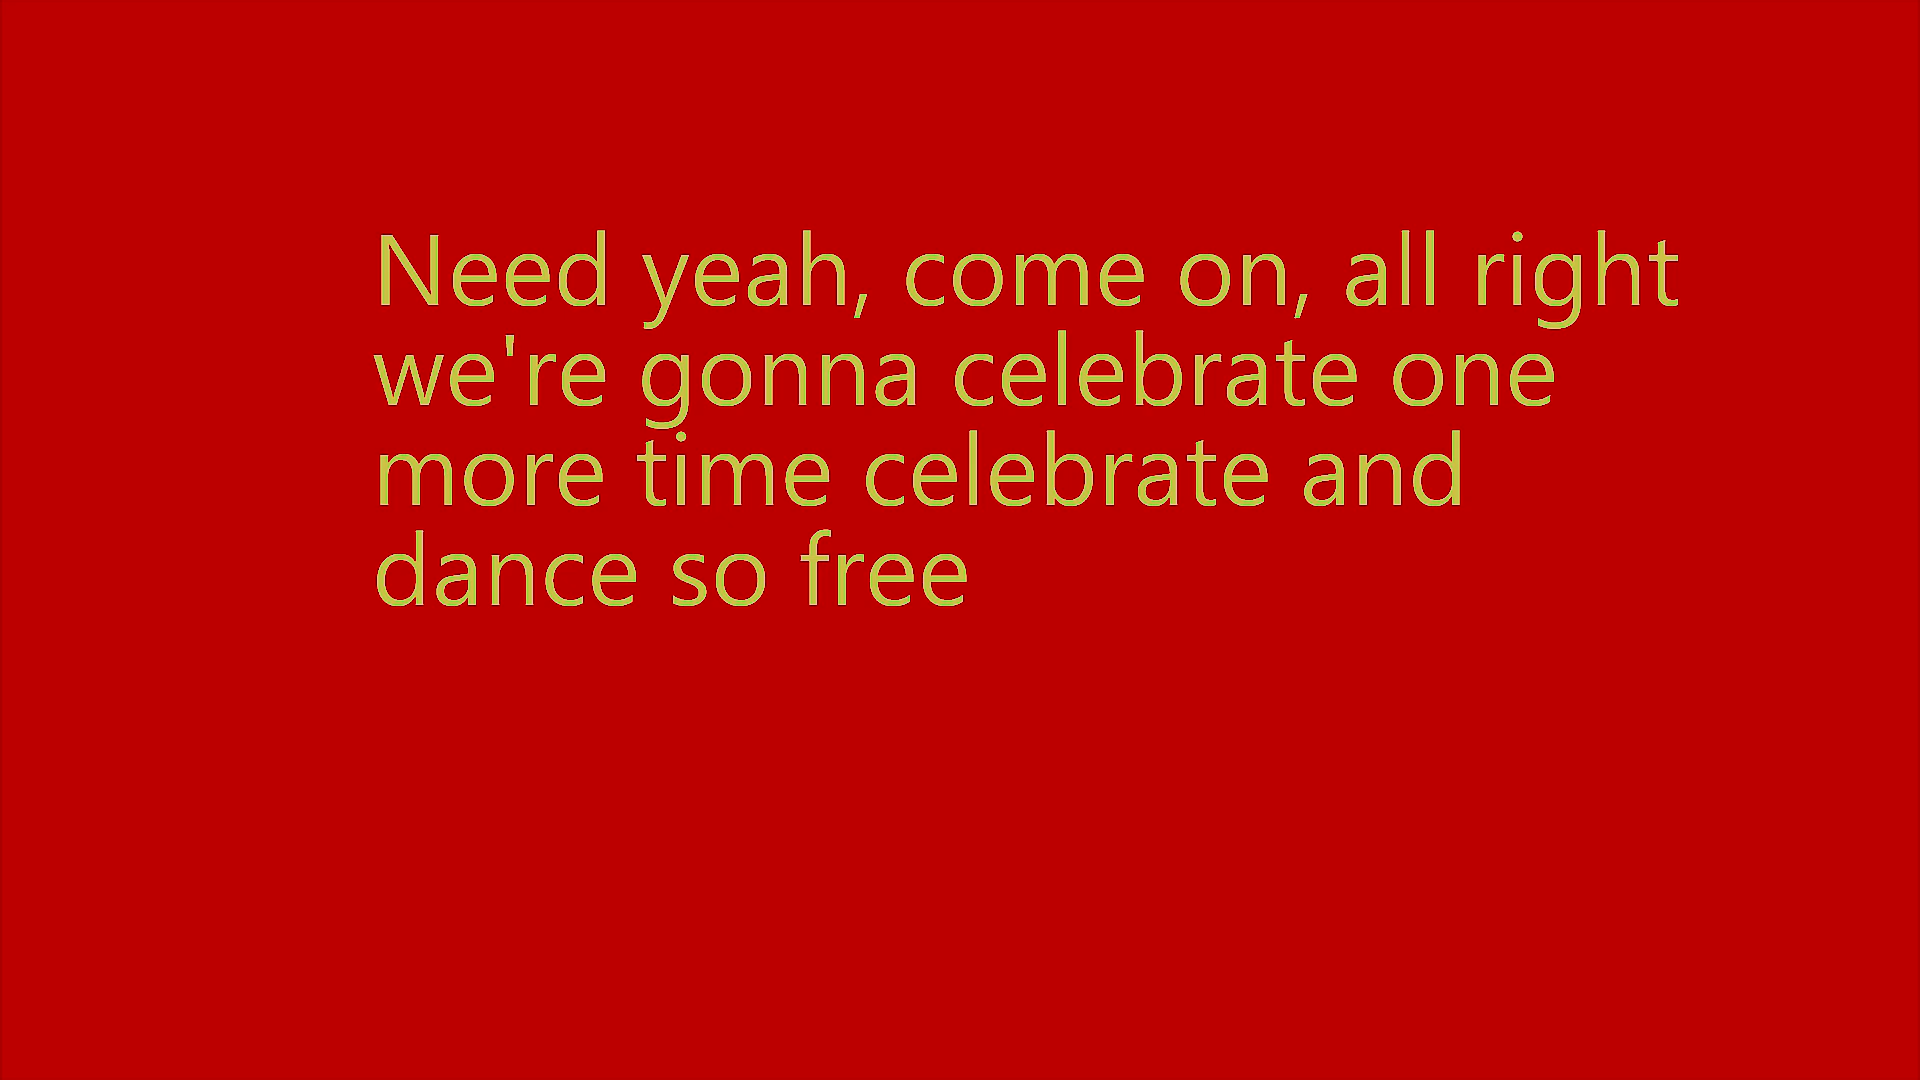 Need yeah, come on, all right
we're gonna celebrate one
more time celebrate and
dance so free